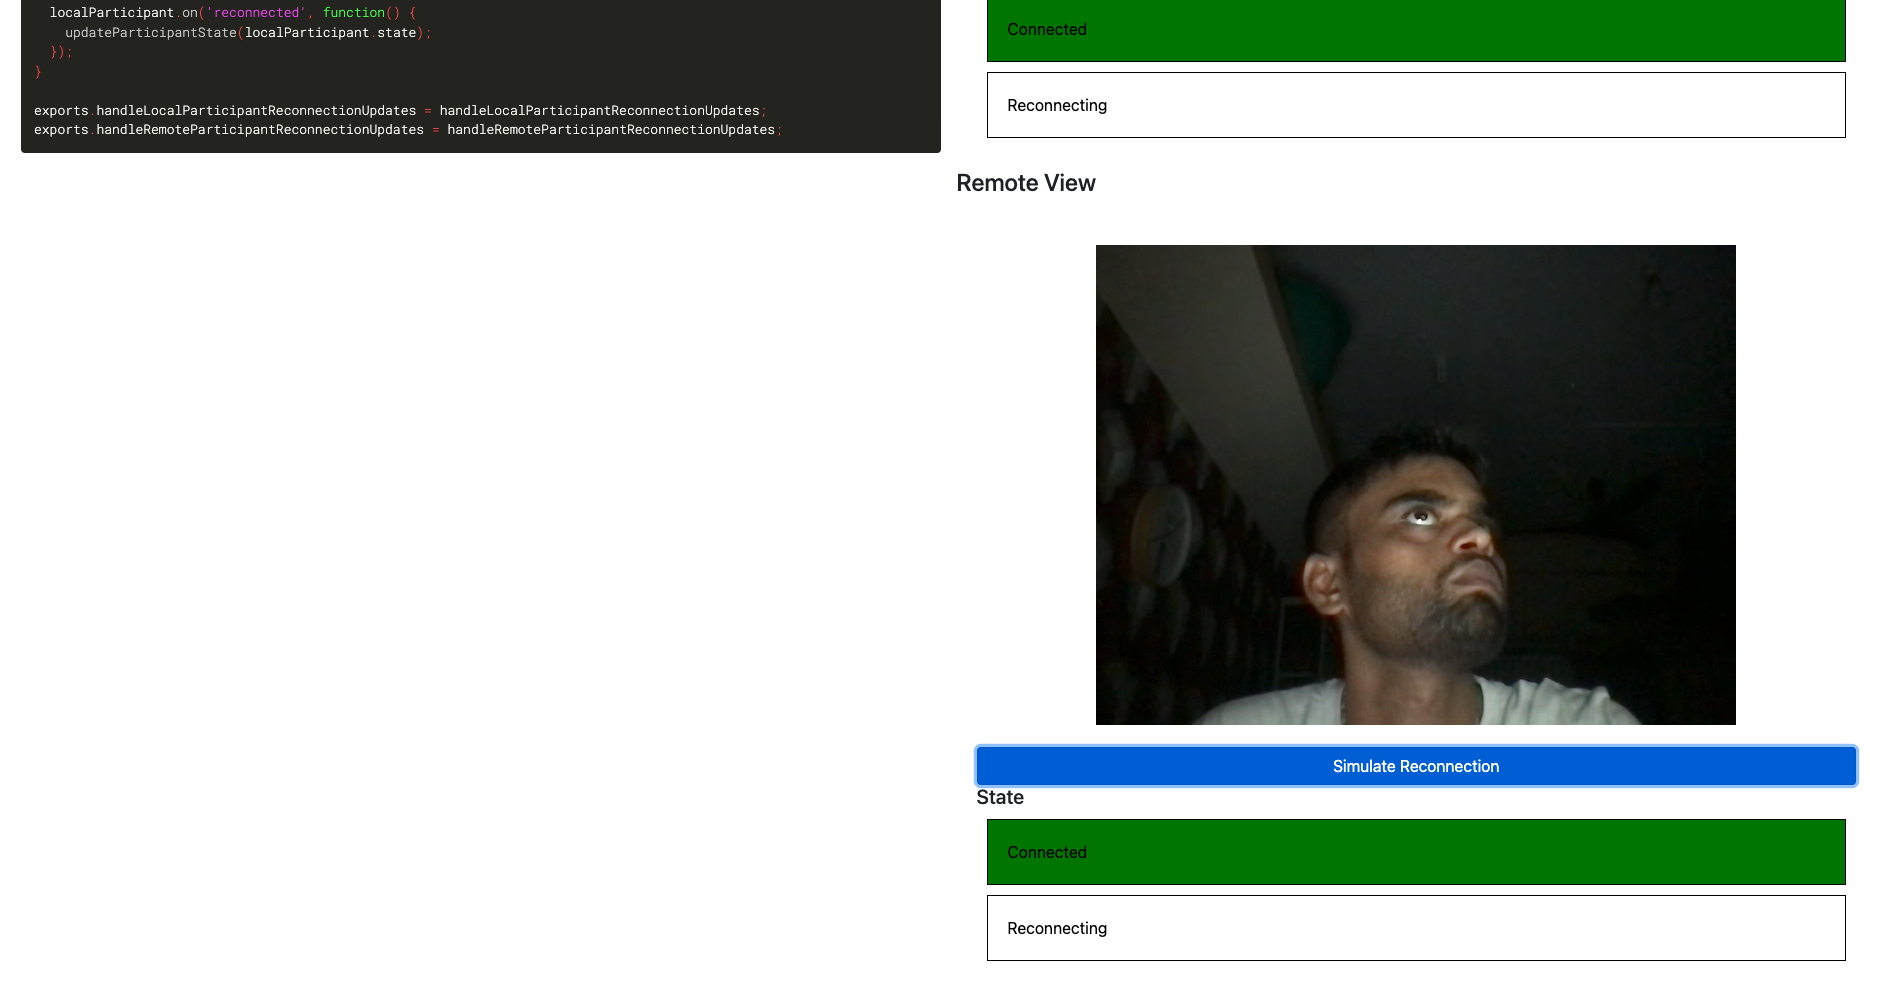 localParticipant.on('reconnected', function() {
updateParticipantState(localParticipant.state);
});
}
exports.handleLocalParticipantReconnectionUpdates = handleLocalParticipantReconnectionUpdates;
exports.handleRemoteParticipantReconnectionUpdates = handleRemoteParticipantReconnectionUpdates;
Connected
Reconnecting
Remote View
Simulate Reconnection
State
Connected
Reconnecting